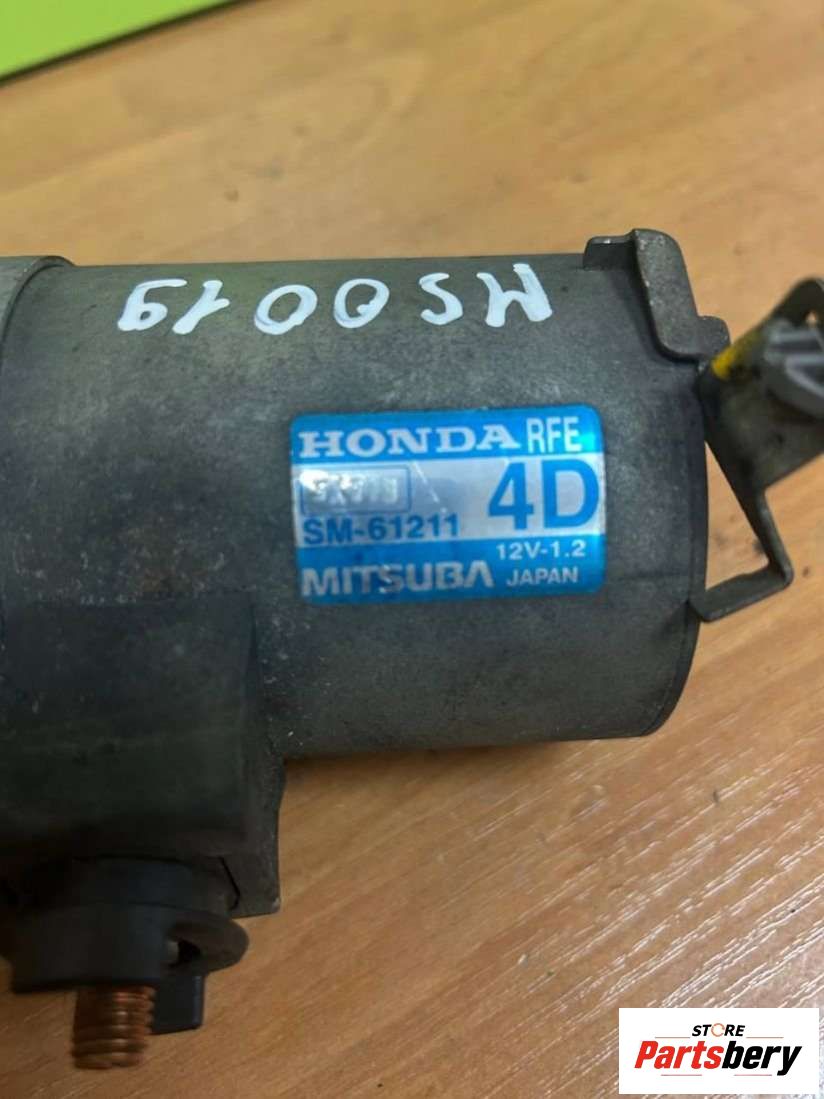 MS0019
HONDA RFE
4D
SM-61211
12V-1.2
MITSUBA JAPAN
STORE
Partsbery